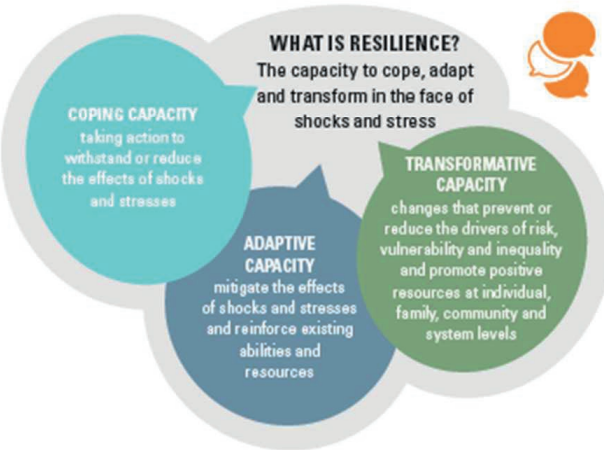 WHAT IS RESILIENCE?
The capacity to cope, adapt
and transform in the face of
shocks and stress
COPING CAPACITY
taking action to
withstand or reduce
the effects of shocks
and stresses
ADAPTIVE
CAPACITY
mitigate the effects
of shocks and stresses
and reinforce existing
abilities and
resources
TRANSFORMATIVE
CAPACITY
changes that prevent or
reduce the drivers of risk,
vulnerability and inequality
and promote positive
resources at individual,
family, community and
system levels